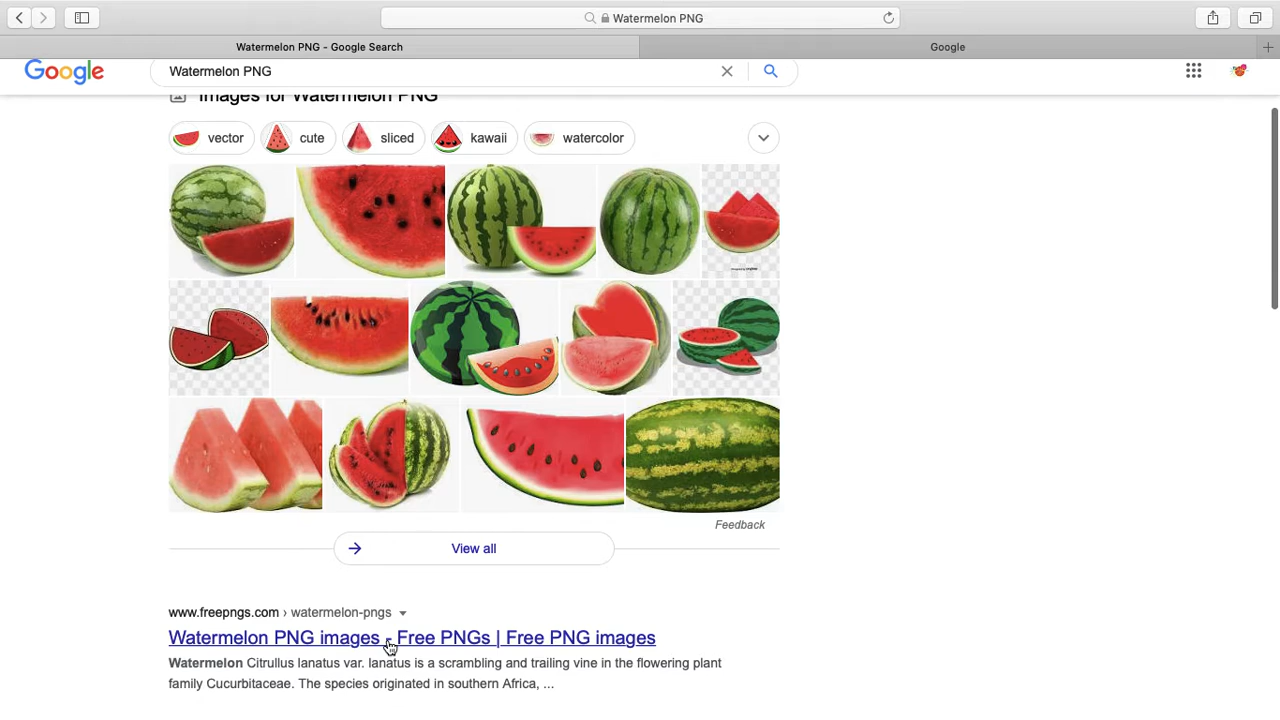 Watermelon PNG
Watermelon PNG - Google Search
Google
Google
Watermelon PNG
Images for Watermelon PNG
vector
cute
sliced
kawaii
watercolor
Feedback
View all
www.freepngs.com › watermelon-pngs
Watermelon PNG images - Free PNGs | Free PNG images
Watermelon Citrullus lanatus var. lanatus is a scrambling and trailing vine in the flowering plant
family Cucurbitaceae. The species originated in southern Africa, ...